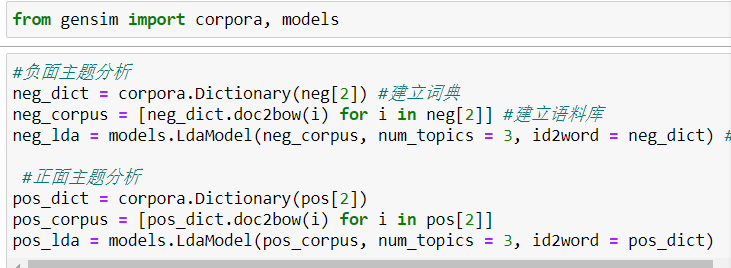 from gensim import corpora, models
#负面主题分析
neg_dict = corpora.Dictionary(neg[2]) #建立词典
neg_corpus = [neg_dict.doc2bow(i) for i in neg[2]] #建立语料库
neg_lda = models.LdaModel(neg_corpus, num_topics = 3, id2word = neg_dict) #
#正面主题分析
pos_dict = corpora.Dictionary(pos[2])
pos_corpus = [pos_dict.doc2bow(i) for i in pos[2]]
pos_lda = models.LdaModel(pos_corpus, num_topics = 3, id2word = pos_dict)